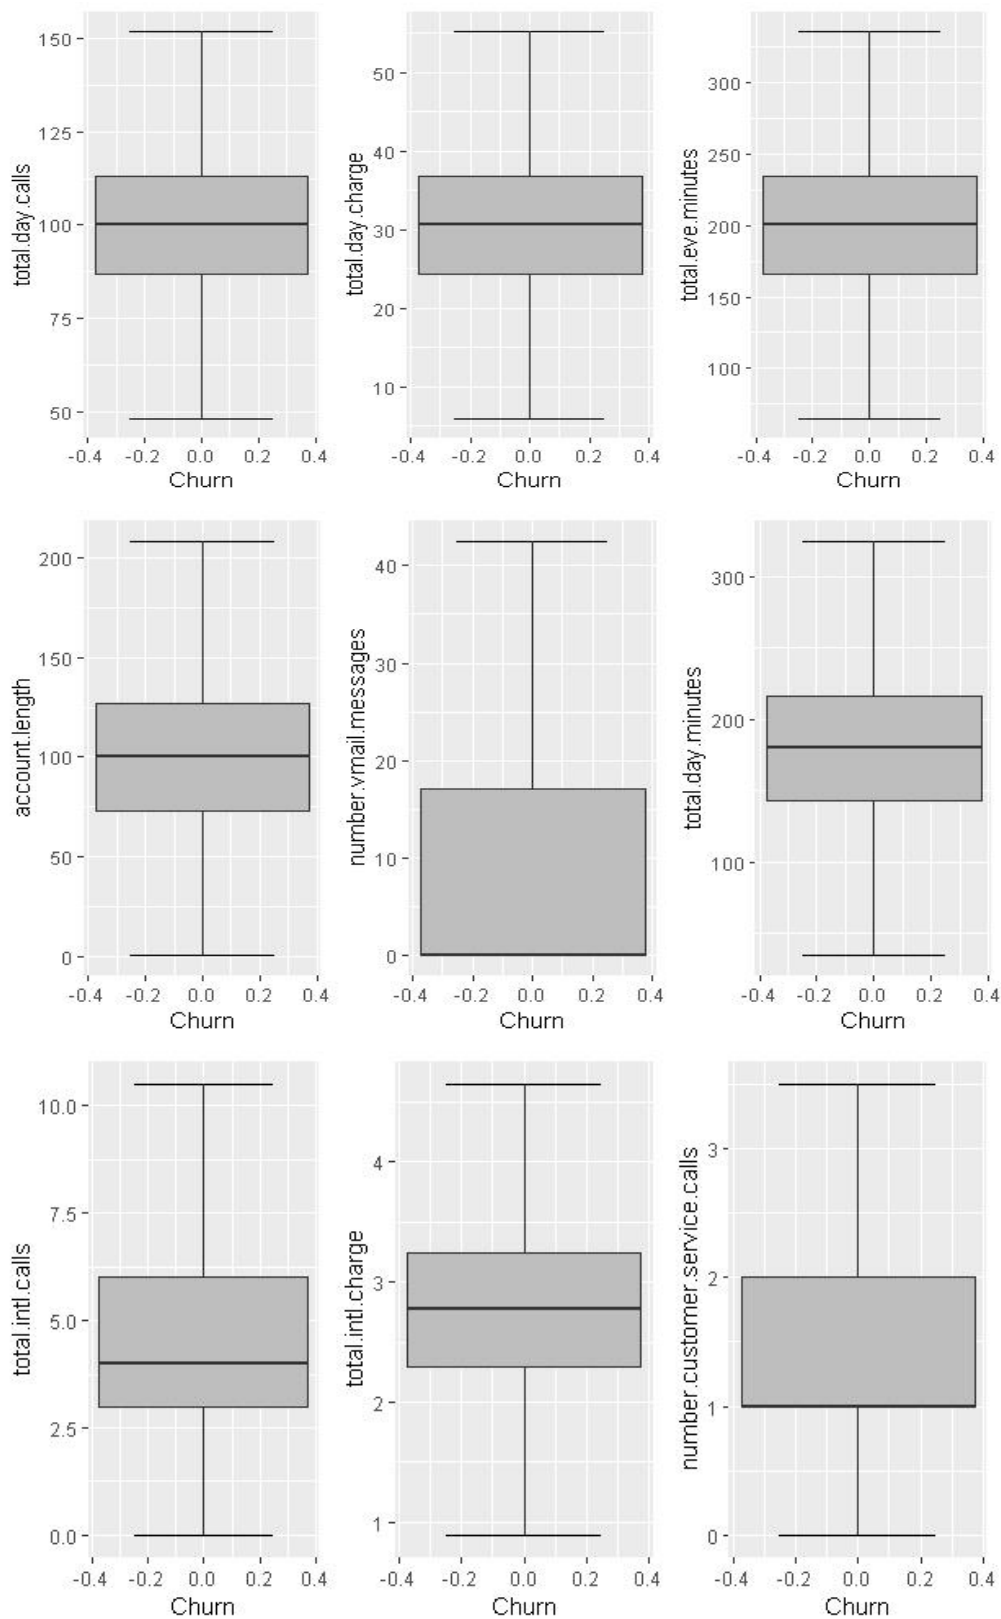 total.day.calls
150
125
100
75
50
-0.4 -0.2 0.0 0.2 0.4
Churn
total.day.charge
50
40
30
20
10
-0.4 -0.2 0.0 0.2 0.4
Churn
total.eve.minutes
300
250
200
150
100
-0.4 -0.2 0.0 0.2 0.4
Churn
account.length
200
150
100
50
0
-0.4 -0.2 0.0 0.2 0.4
Churn
number.vmail.messages
40
30
20
10
0
-0.4 -0.2 0.0 0.2 0.4
Churn
total.day.minutes
300
200
100
-0.4 -0.2 0.0 0.2 0.4
Churn
total.intl.calls
10.0
7.5
5.0
2.5
0.0
-0.4 -0.2 0.0 0.2 0.4
Churn
total.intl.charge
4
3
2
1
-0.4 -0.2 0.0 0.2 0.4
Churn
number.customer.service.calls
3
2
1
0
-0.4 -0.2 0.0 0.2 0.4
Churn